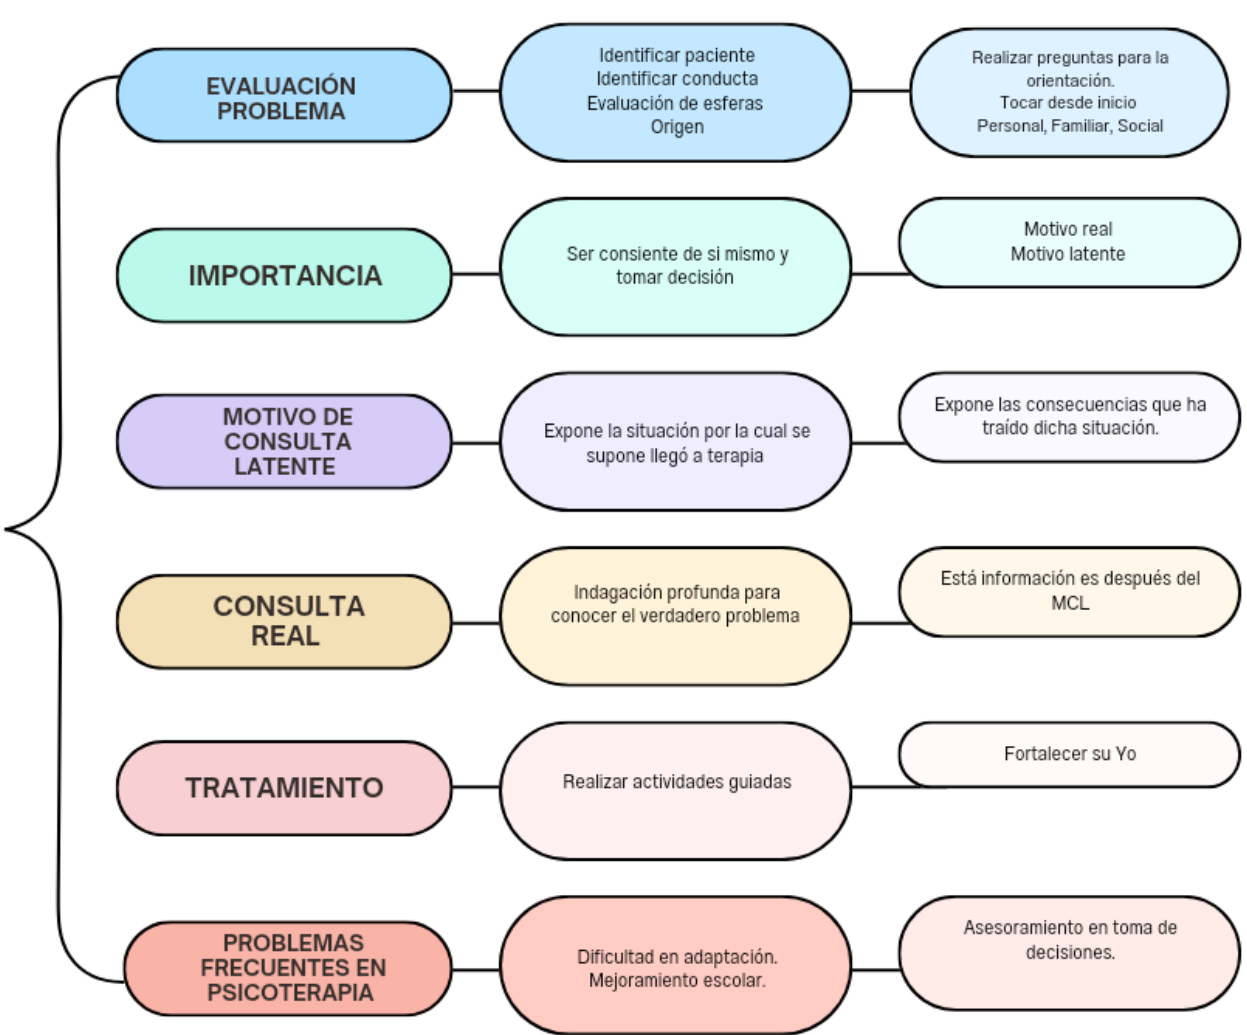 EVALUACIÓN
PROBLEMA
Identificar paciente
Identificar conducta
Evaluación de esferas
Origen
Realizar preguntas para la
orientación.
Tocar desde inicio
Personal, Familiar, Social
IMPORTANCIA
Ser consiente de si mismo y
tomar decisión
Motivo real
Motivo latente
MOTIVO DE
CONSULTA
LATENTE
Expone la situación por la cual se
supone llegó a terapia
Expone las consecuencias que ha
traído dicha situación.
CONSULTA
REAL
Indagación profunda para
conocer el verdadero problema
Está información es después del
MCL
TRATAMIENTO
Realizar actividades guiadas
Fortalecer su Yo
PROBLEMAS
FRECUENTES EN
PSICOTERAPIA
Dificultad en adaptación.
Mejoramiento escolar.
Asesoramiento en toma de
decisiones.